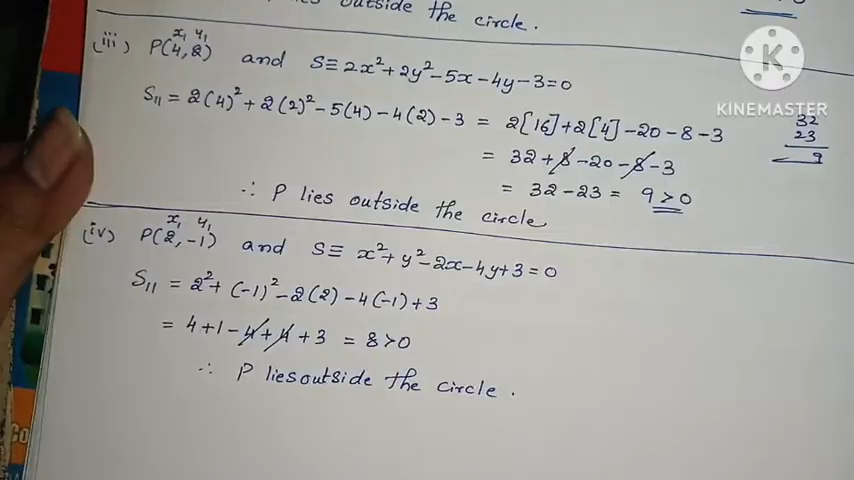 outside the circle.
x₁ y₁
(iii) P(4, 2) and S≡2x²+2y²-5x-4y-3=0
S₁₁ = 2(4)²+2(2)²-5(4)-4(2)-3 = 2[16]+2[4]-20-8-3
= 32+8-20-8-3
= 32-23 = 9>0
∴ P lies outside the circle
x₁ y₁
(iv) P(2,-1) and S≡ x²+y²-2x-4y+3=0
S₁₁ = 2²+(-1)²-2(2)-4(-1)+3
= 4+1-4+4+3 = 8>0
∴ P lies outside the circle.
K
KINEMASTER
32
23
9